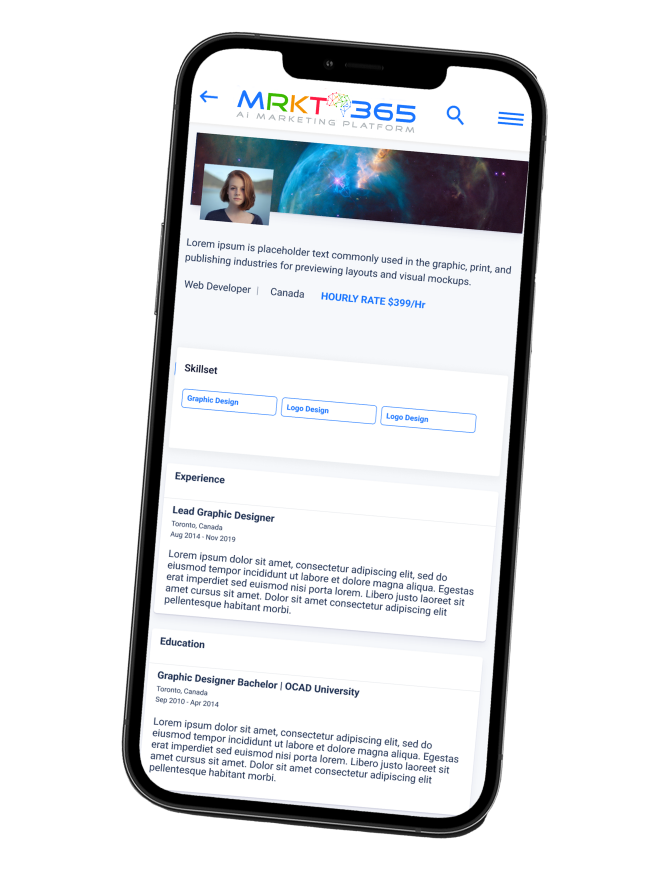 MRKT 365
AI MARKETING PLATFORM
Lorem ipsum is placeholder text commonly used in the graphic, print, and
publishing industries for previewing layouts and visual mockups.
Web Developer | Canada HOURLY RATE $399/Hr
Skillset
Graphic Design Logo Design Logo Design
Experience
Lead Graphic Designer
Toronto, Canada
Aug 2014 - Nov 2019
Lorem ipsum dolor sit amet, consectetur adipiscing elit, sed do
eiusmod tempor incididunt ut labore et dolore magna aliqua. Egestas
erat imperdiet sed euismod nisi porta lorem. Libero justo laoreet sit
amet cursus sit amet. Dolor sit amet consectetur adipiscing elit
pellentesque habitant morbi.
Education
Graphic Designer Bachelor | OCAD University
Toronto, Canada
Sep 2010 - Apr 2014
Lorem ipsum dolor sit amet, consectetur adipiscing elit, sed do
eiusmod tempor incididunt ut labore et dolore magna aliqua. Egestas
erat imperdiet sed euismod nisi porta lorem. Libero justo laoreet sit
amet cursus sit amet. Dolor sit amet consectetur adipiscing elit
pellentesque habitant morbi.